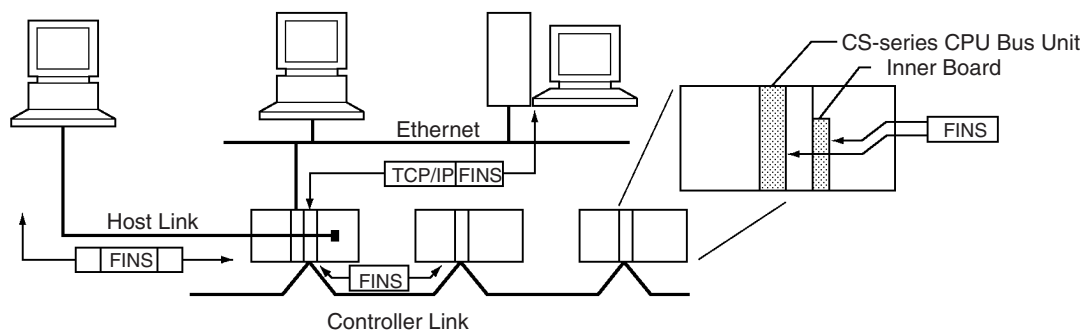 CS-series CPU Bus Unit
Inner Board
Ethernet
FINS
TCP/IP FINS
Host Link
FINS
FINS
Controller Link